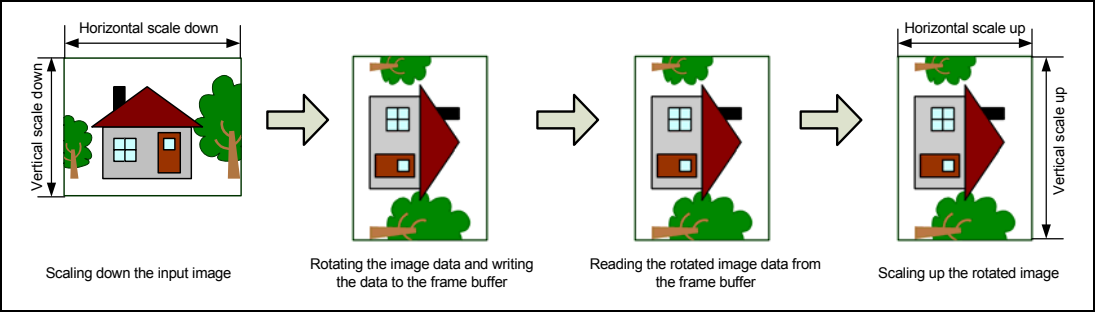 Horizontal scale down
Vertical scale down
Horizontal scale up
Vertical scale up
Scaling down the input image
Rotating the image data and writing
the data to the frame buffer
Reading the rotated image data from
the frame buffer
Scaling up the rotated image